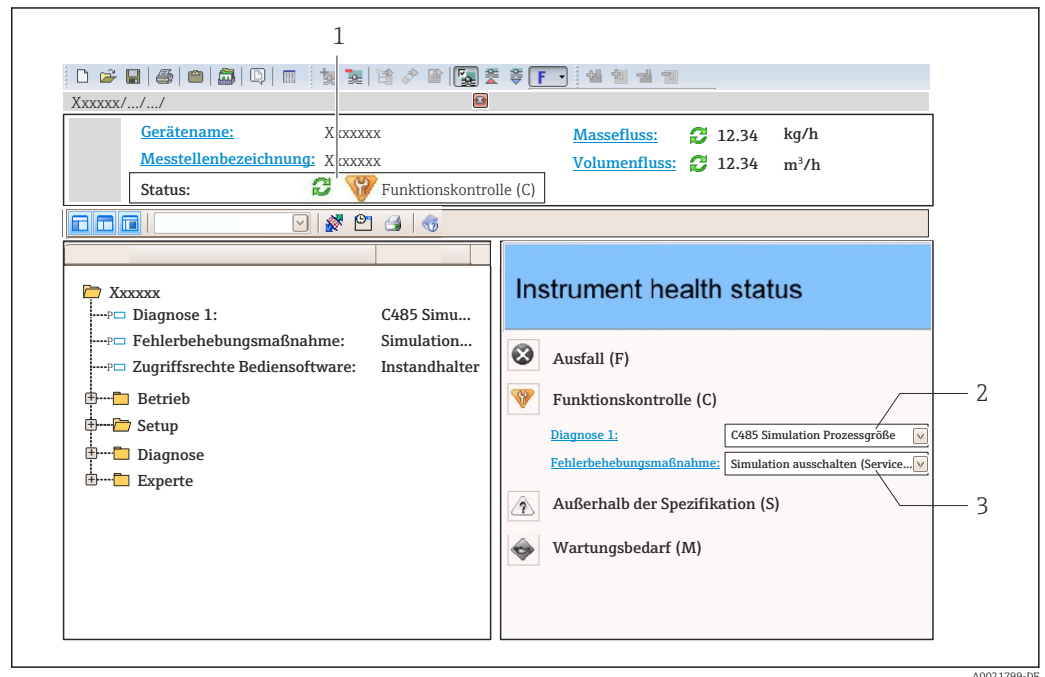 1
F
Xxxxxx/.../.../
Gerätename: Xxxxxxx
Messtellenbezeichnung: Xxxxxxx
Status: Funktionskontrolle (C)
Massefluss: 12.34 kg/h
Volumenfluss: 12.34 m³/h
Xxxxxx
P Diagnose 1: C485 Simu...
P Fehlerbehebungsmaßnahme: Simulation...
P Zugriffsrechte Bediensoftware: Instandhalter
Betrieb
Setup
Diagnose
Experte
Instrument health status
Ausfall (F)
Funktionskontrolle (C)
2
Diagnose 1: C485 Simulation Prozessgröße
Fehlerbehebungsmaßnahme: Simulation ausschalten (Service...
Außerhalb der Spezifikation (S)
3
Wartungsbedarf (M)
A0021799-DE